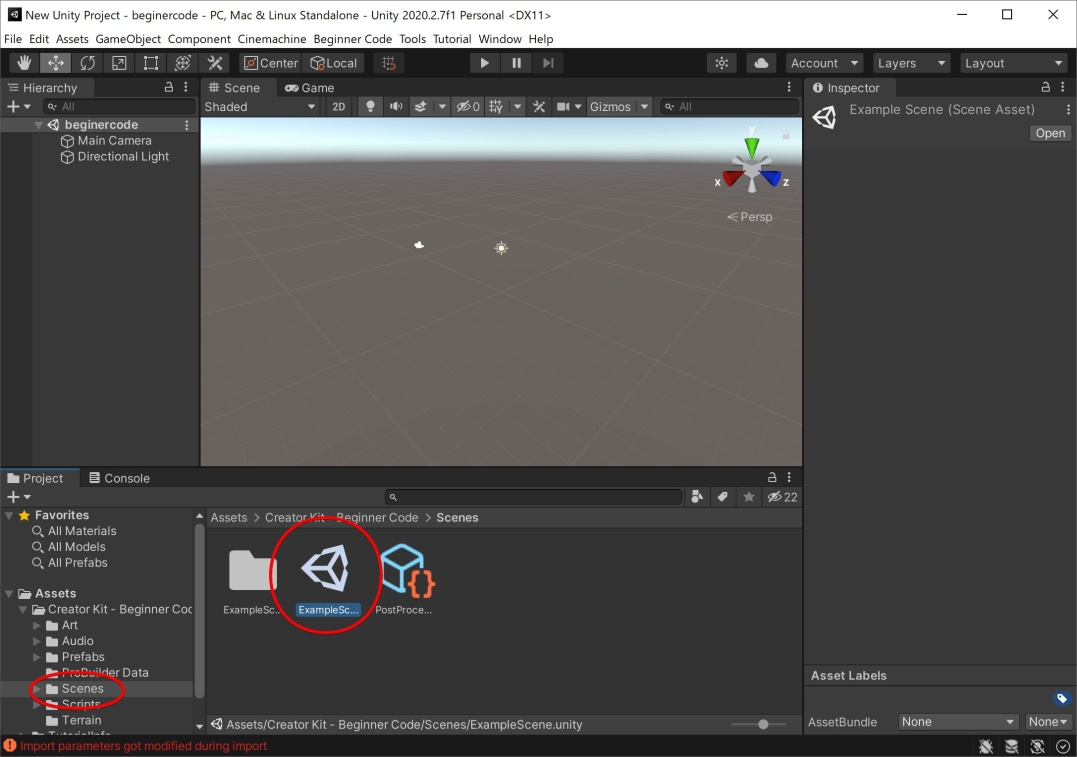 New Unity Project - beginercode - PC, Mac & Linux Standalone - Unity 2020.2.7f1 Personal <DX11>
File Edit Assets GameObject Component Cinemachine Beginner Code Tools Tutorial Window Help
Center Local Account Layers Layout
Hierarchy
All
beginercode
Main Camera
Directional Light
Scene Game
Shaded 2D 0 Gizmos All
y
x z
Persp
Inspector
Example Scene (Scene Asset)
Open
Project Console
22
Favorites
All Materials
All Models
All Prefabs
Assets
Creator Kit - Beginner Coc
Art
Audio
Prefabs
ProBuilder Data
Scenes
Scripts
Terrain
TutorialInfo
Assets > Creator Kit - Beginner Code > Scenes
ExampleSc... ExampleSc... PostProce...
Assets/Creator Kit - Beginner Code/Scenes/ExampleScene.unity
Asset Labels
AssetBundle None None
Import parameters got modified during import